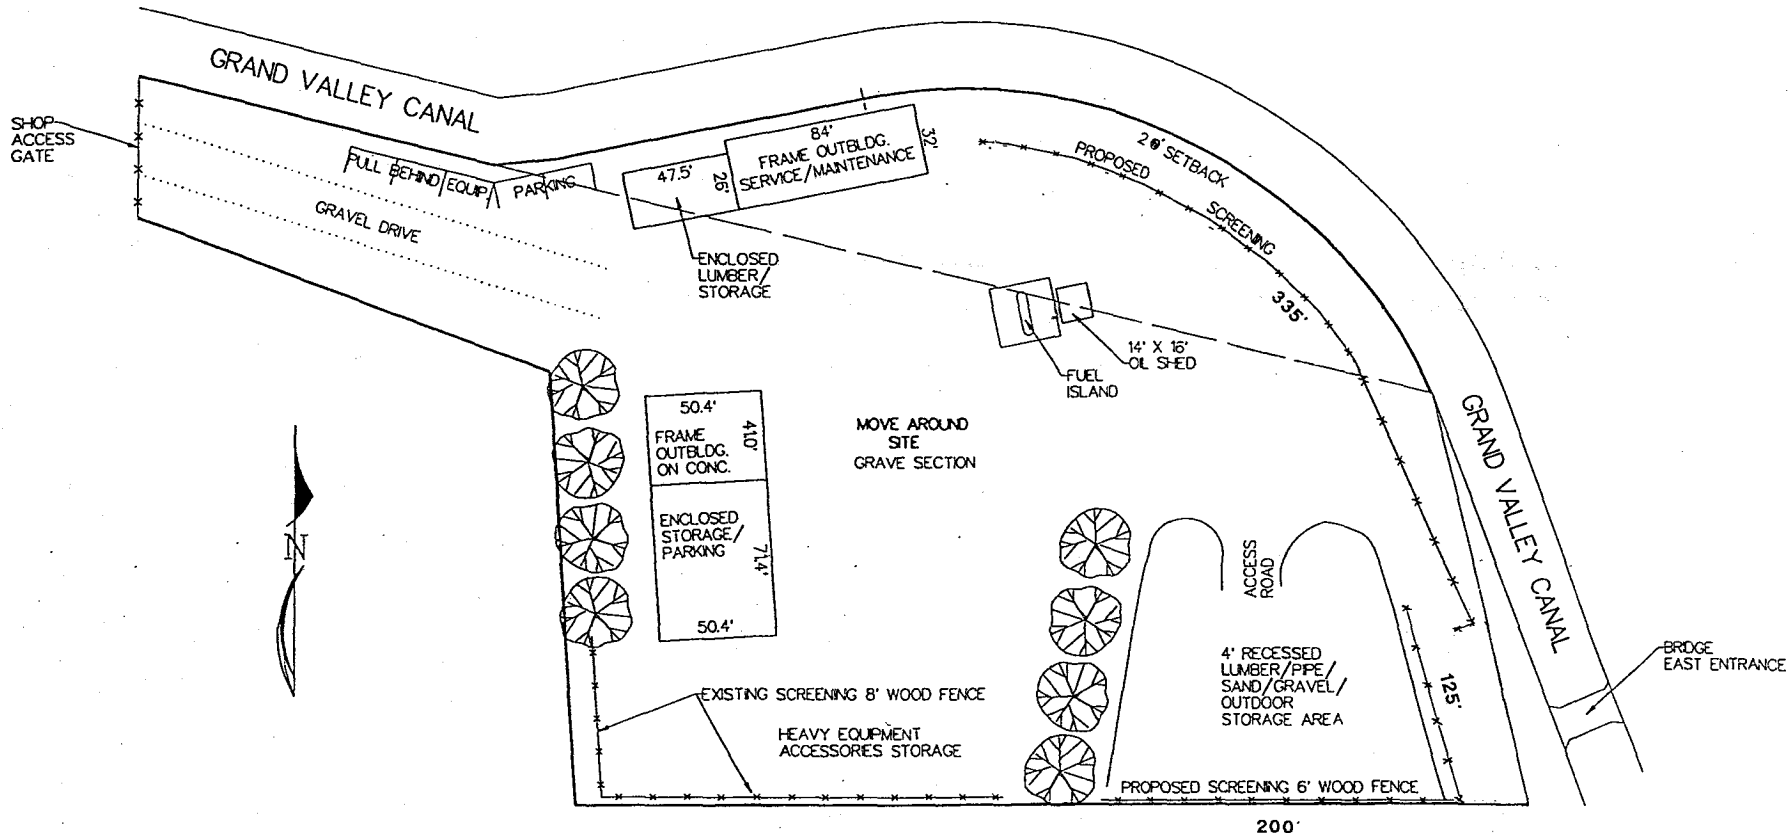 GRAND VALLEY CANAL
SHOP
ACCESS
GATE
PULL BEHIND EQUIP. PARKING
GRAVEL DRIVE
47.5'
26'
84'
32'
FRAME OUTBLDG.
SERVICE/MAINTENANCE
ENCLOSED
LUMBER/
STORAGE
PROPOSED SCREENING
SETBACK
335'
14' X 16'
OIL SHED
FUEL
ISLAND
50.4'
41.0'
FRAME
OUTBLDG.
ON CONC.
ENCLOSED
STORAGE/
PARKING
71.4'
50.4'
MOVE AROUND
SITE
GRAVE SECTION
N
GRAND VALLEY CANAL
ACCESS
ROAD
4' RECESSED
LUMBER/PIPE/
SAND/GRAVEL/
OUTDOOR
STORAGE AREA
125'
BRIDGE
EAST ENTRANCE
EXISTING SCREENING 8' WOOD FENCE
HEAVY EQUIPMENT
ACCESSORIES STORAGE
PROPOSED SCREENING 6' WOOD FENCE
200'